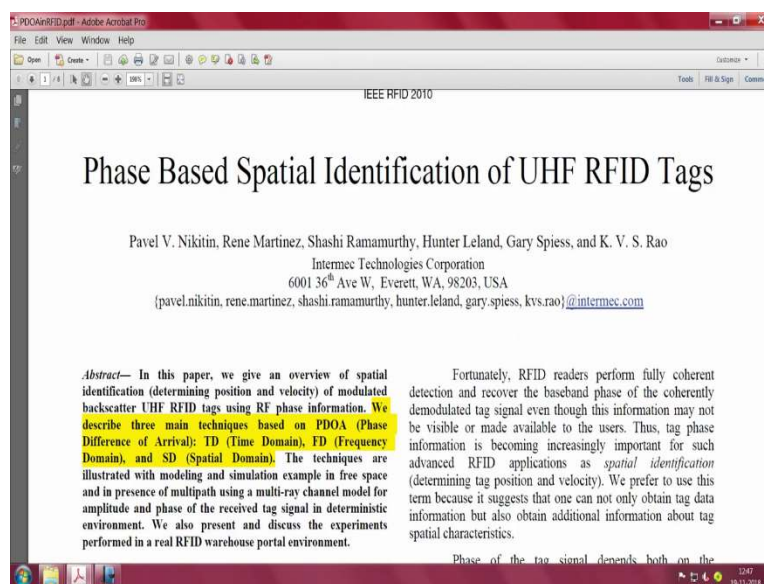 PDOAinRFID.pdf - Adobe Acrobat Pro
File Edit View Window Help
Open Create Customize
1 / 8 198% Tools Fill & Sign
IEEE RFID 2010
Phase Based Spatial Identification of UHF RFID Tags
Pavel V. Nikitin, Rene Martinez, Shashi Ramamurthy, Hunter Leland, Gary Spiess, and K. V. S. Rao
Intermec Technologies Corporation
6001 36th Ave W, Everett, WA, 98203, USA
{pavel.nikitin, rene.martinez, shashi.ramamurthy, hunter.leland, gary.spiess, kvs.rao}@intermec.com
Abstract— In this paper, we give an overview of spatial
identification (determining position and velocity) of modulated
backscatter UHF RFID tags using RF phase information. We
describe three main techniques based on PDOA (Phase
Difference of Arrival): TD (Time Domain), FD (Frequency
Domain), and SD (Spatial Domain). The techniques are
illustrated with modeling and simulation example in free space
and in presence of multipath using a multi-ray channel model for
amplitude and phase of the received tag signal in deterministic
environment. We also present and discuss the experiments
performed in a real RFID warehouse portal environment.
Fortunately, RFID readers perform fully coherent
detection and recover the baseband phase of the coherently
demodulated tag signal even though this information may not
be visible or made available to the users. Thus, tag phase
information is becoming increasingly important for such
advanced RFID applications as spatial identification
(determining tag position and velocity). We prefer to use this
term because it suggests that one can not only obtain tag data
information but also obtain additional information about tag
spatial characteristics.
Phase of the tag signal depends both on the
12:47